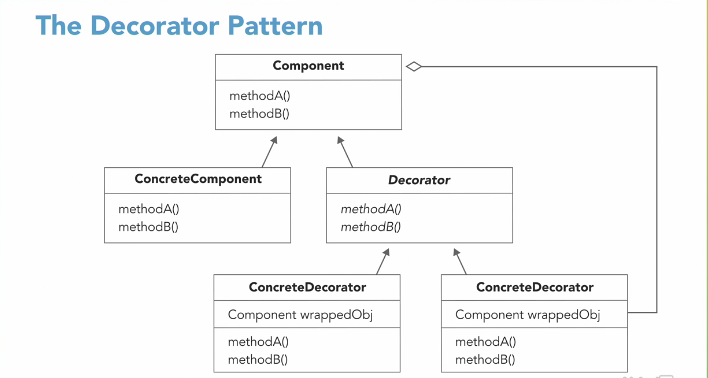 The Decorator Pattern
Component
methodA()
methodB()
ConcreteComponent
methodA()
methodB()
Decorator
methodA()
methodB()
ConcreteDecorator
Component wrappedObj
methodA()
methodB()
ConcreteDecorator
Component wrappedObj
methodA()
methodB()